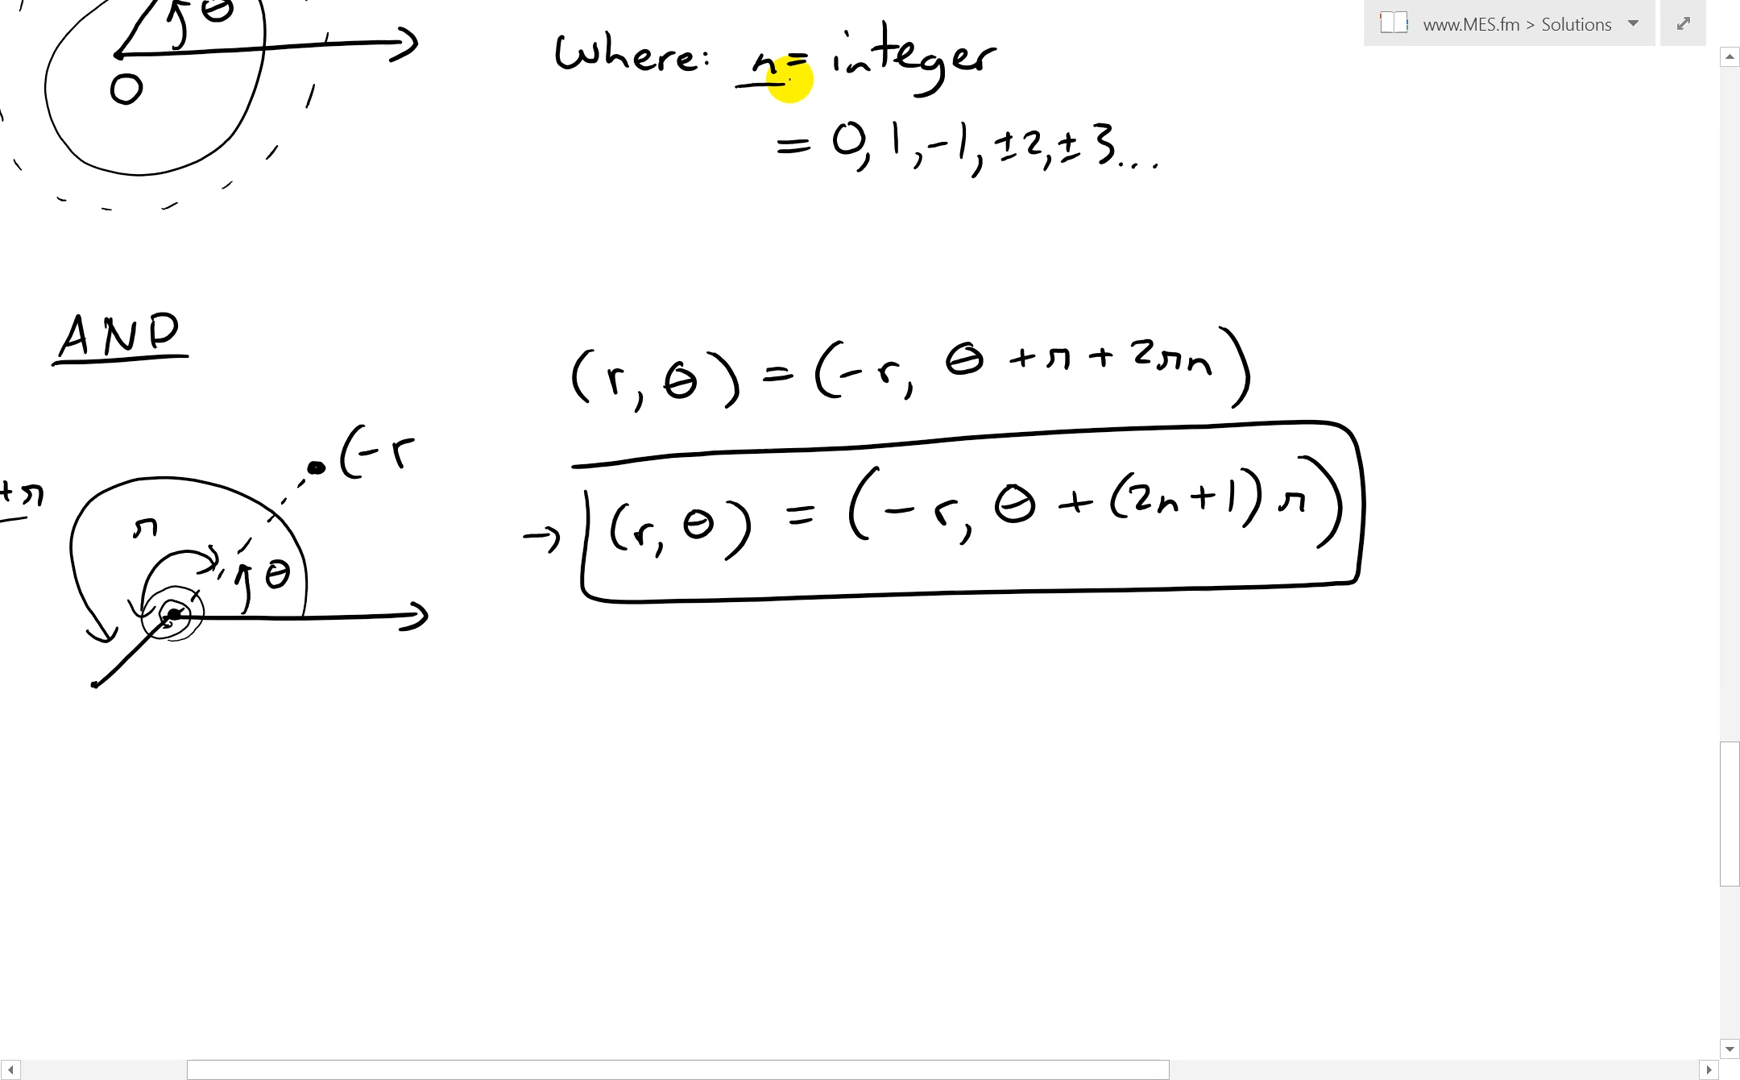 www.MES.fm > Solutions
θ
O
Where: n = integer
= 0, 1, -1, ±2, ±3...
AND
(r, θ) = (-r, θ + π + 2πn)
→ (r, θ) = (-r, θ + (2n+1) π)
(-r
+π
π
θ